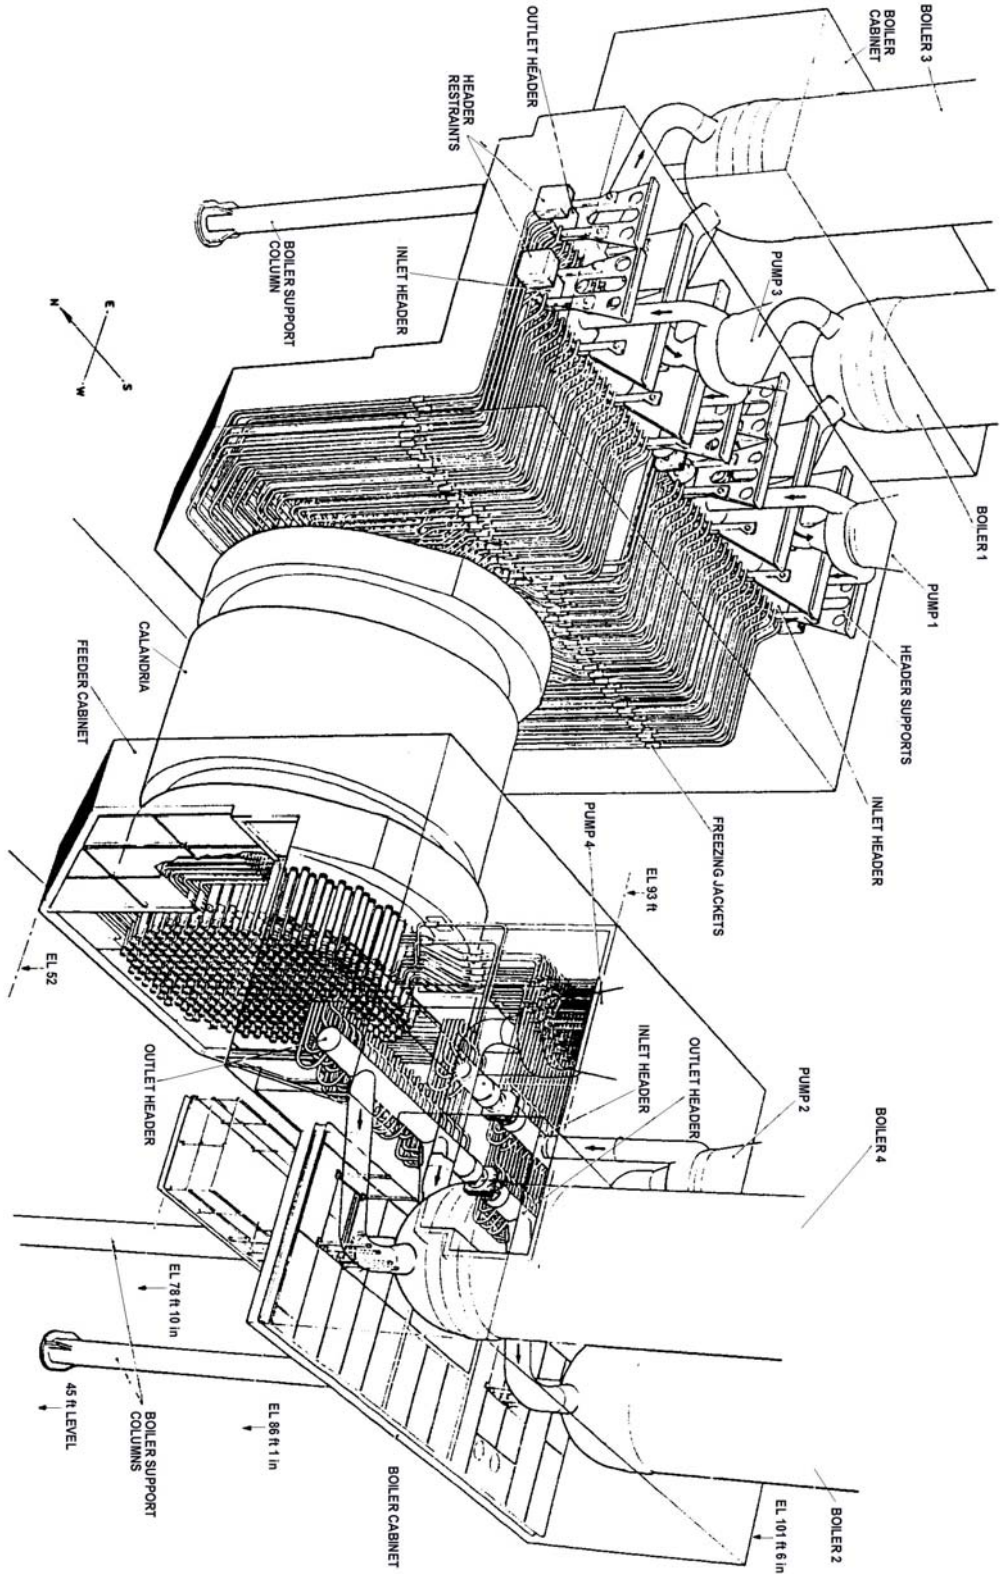 BOILER 3
BOILER
CABINET
OUTLET HEADER
HEADER
RESTRAINTS
BOILER SUPPORT
COLUMN
INLET HEADER
PUMP 3
BOILER 1
PUMP 1
HEADER SUPPORTS
INLET HEADER
FREEZING JACKETS
E
N
S
W
CALANDRIA
FEEDER CABINET
PUMP 4
EL 93 ft
EL 52
OUTLET HEADER
INLET HEADER
OUTLET HEADER
PUMP 2
BOILER 4
EL 78 ft 10 in
45 ft LEVEL
BOILER SUPPORT
COLUMNS
EL 86 ft 1 in
BOILER CABINET
EL 101 ft 6 in
BOILER 2